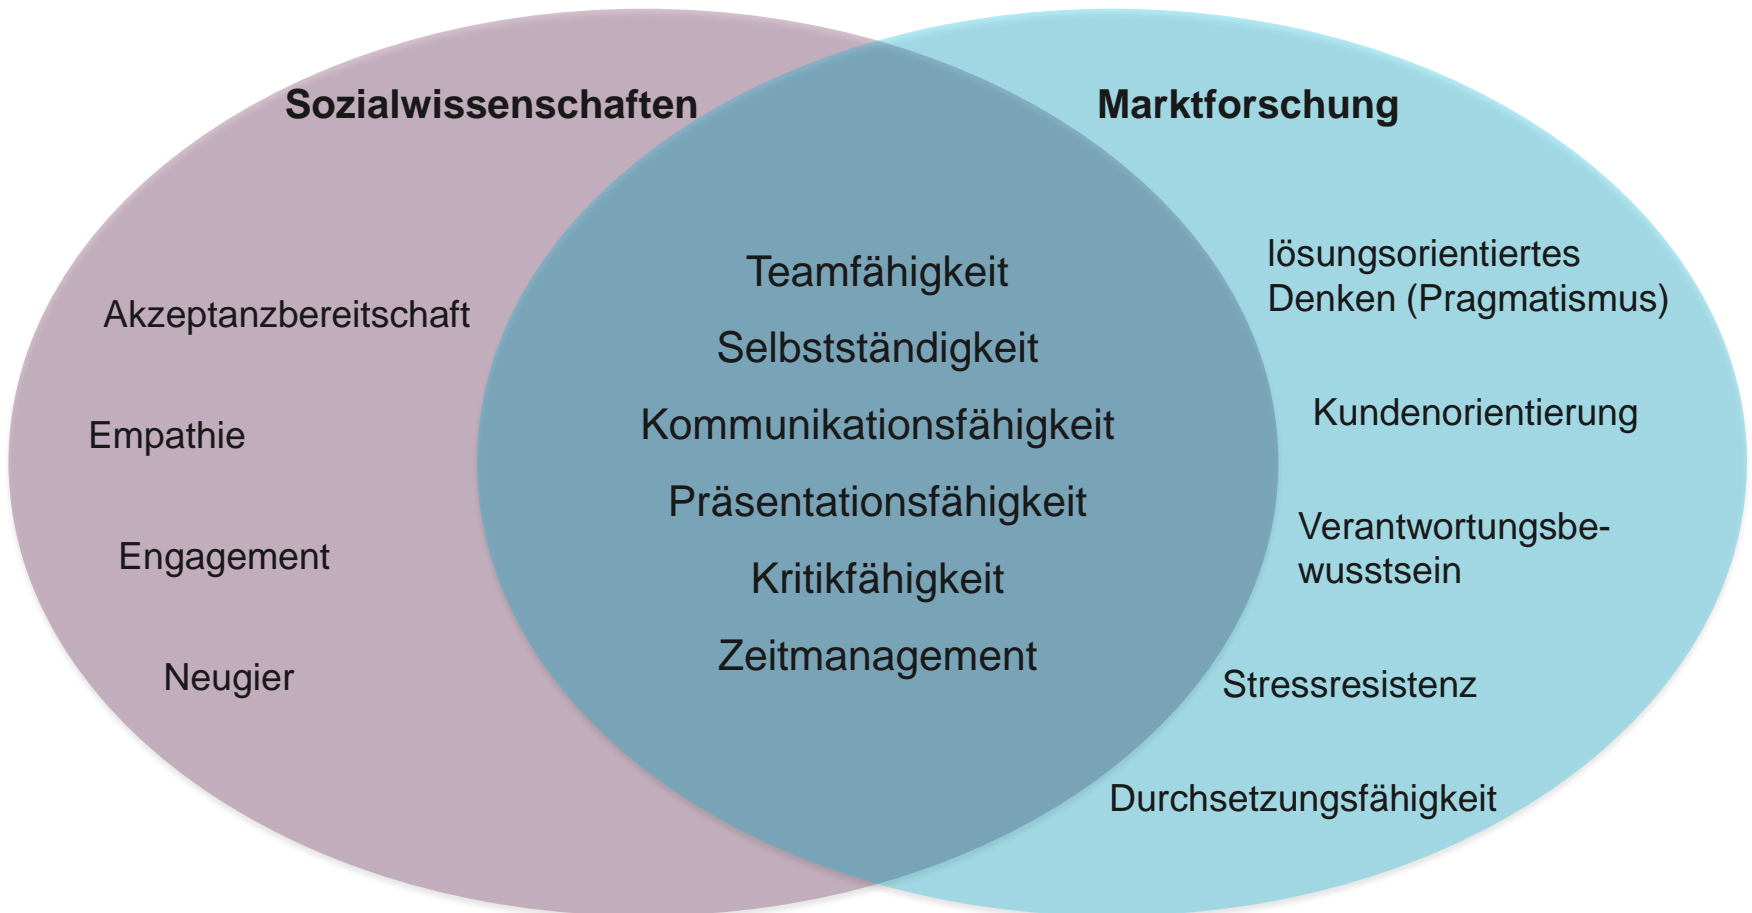 Sozialwissenschaften
Akzeptanzbereitschaft
Empathie
Engagement
Neugier
Teamfähigkeit
Selbstständigkeit
Kommunikationsfähigkeit
Präsentationsfähigkeit
Kritikfähigkeit
Zeitmanagement
Marktforschung
lösungsorientiertes
Denken (Pragmatismus)
Kundenorientierung
Verantwortungsbe-
wusstsein
Stressresistenz
Durchsetzungsfähigkeit